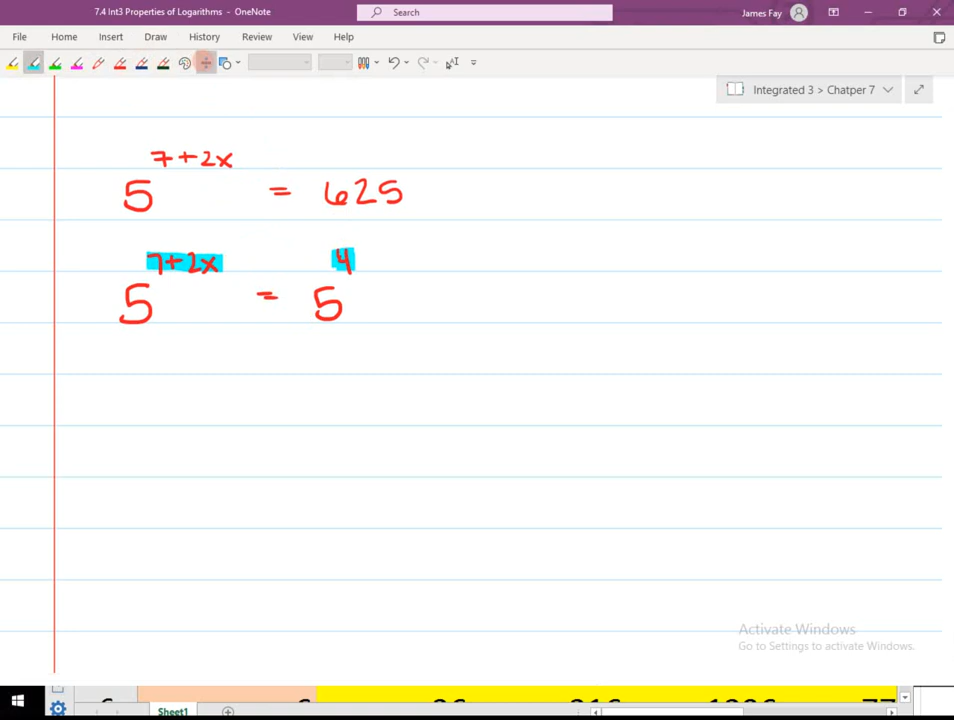 7.4 Int3 Properties of Logarithms - OneNote
Search
James Fay
File Home Insert Draw History Review View Help
Integrated 3 > Chatper 7
5^(7+2x) = 625
5^(7+2x) = 5^4
Activate Windows
Go to Settings to activate Windows.
Sheet1